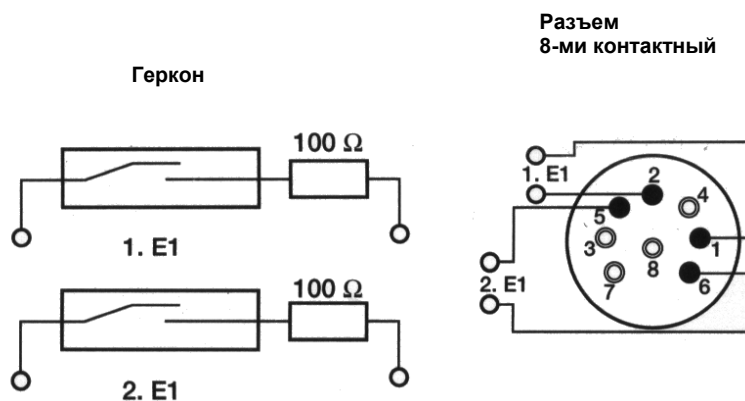 Разъем
8-ми контактный
Геркон
100 Ω
1. E1
100 Ω
2. E1
1. E1
2
4
5
3
1
8
2. E1
7
6